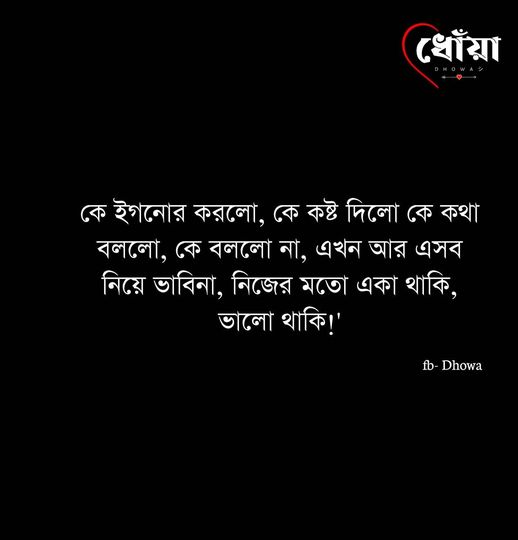 ধোঁয়া
DHOWA
কে ইগনোর করলো, কে কষ্ট দিলো কে কথা
বললো, কে বললো না, এখন আর এসব
নিয়ে ভাবিনা, নিজের মতো একা থাকি,
ভালো থাকি!'
fb- Dhowa